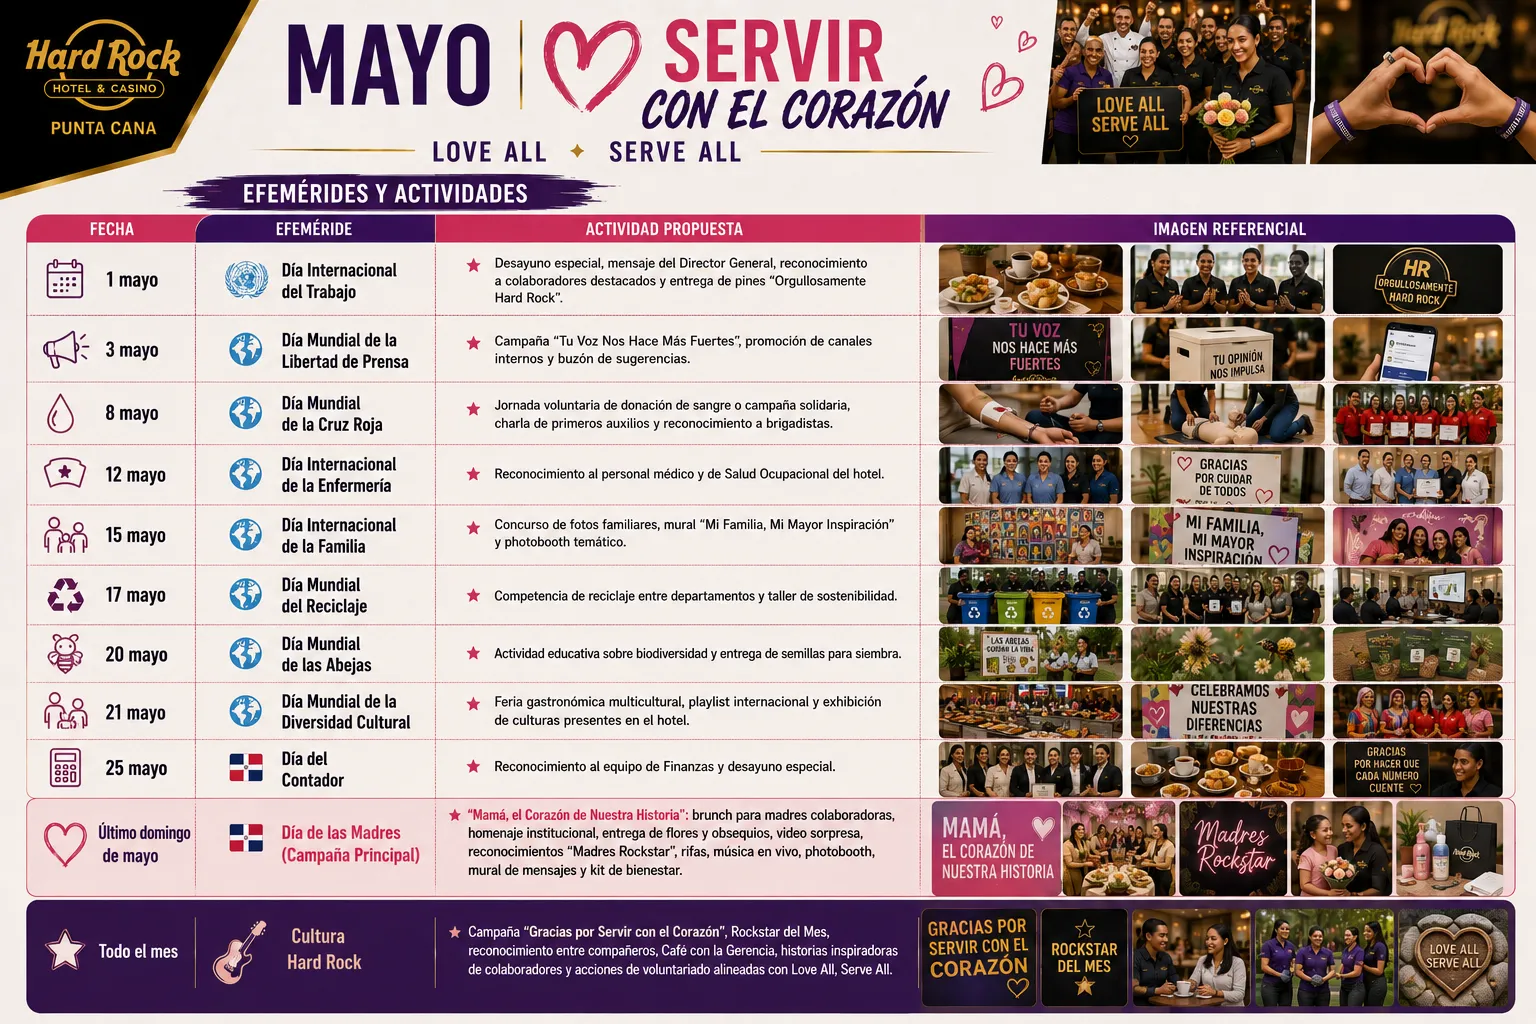 Hard Rock
HOTEL & CASINO
PUNTA CANA
MAYO
SERVIR
CON EL CORAZÓN
LOVE ALL SERVE ALL
LOVE ALL
SERVE ALL
EFEMÉRIDES Y ACTIVIDADES
FECHA EFEMÉRIDE ACTIVIDAD PROPUESTA IMAGEN REFERENCIAL
1 mayo
Día Internacional
del Trabajo
Desayuno especial, mensaje del Director General, reconocimiento
a colaboradores destacados y entrega de pines “Orgullosamente
Hard Rock”.
HR
ORGULLOSAMENTE
HARD ROCK
3 mayo
Día Mundial de la
Libertad de Prensa
Campaña “Tu Voz Nos Hace Más Fuertes”, promoción de canales
internos y buzón de sugerencias.
TU VOZ
NOS HACE MÁS
FUERTES
TU OPINIÓN
NOS IMPULSA
8 mayo
Día Mundial
de la Cruz Roja
Jornada voluntaria de donación de sangre o campaña solidaria,
charla de primeros auxilios y reconocimiento a brigadistas.
12 mayo
Día Internacional
de la Enfermería
Reconocimiento al personal médico y de Salud Ocupacional del hotel.
GRACIAS
POR CUIDAR
DE TODOS
15 mayo
Día Internacional
de la Familia
Concurso de fotos familiares, mural “Mi Familia, Mi Mayor Inspiración”
y photobooth temático.
MI FAMILIA,
MI MAYOR
INSPIRACIÓN
17 mayo
Día Mundial
del Reciclaje
Competencia de reciclaje entre departamentos y taller de sostenibilidad.
20 mayo
Día Mundial
de las Abejas
Actividad educativa sobre biodiversidad y entrega de semillas para siembra.
LAS ABEJAS
LA VIDA
21 mayo
Día Mundial de la
Diversidad Cultural
Feria gastronómica multicultural, playlist internacional y exhibición
de culturas presentes en el hotel.
CELEBRAMOS
NUESTRAS
DIFERENCIAS
25 mayo
Día del
Contador
Reconocimiento al equipo de Finanzas y desayuno especial.
GRACIAS
POR HACER QUE
CADA NÚMERO
CUENTE
Último domingo
de mayo
Día de las Madres
(Campaña Principal)
“Mamá, el Corazón de Nuestra Historia”: brunch para madres colaboradoras,
homenaje institucional, entrega de flores y obsequios, video sorpresa,
reconocimientos “Madres Rockstar”, rifas, música en vivo, photobooth,
mural de mensajes y kit de bienestar.
MAMÁ,
EL CORAZÓN DE
NUESTRA HISTORIA
Madres
Rockstar
Hard Rock
Todo el mes
Cultura
Hard Rock
Campaña “Gracias por Servir con el Corazón”, Rockstar del Mes,
reconocimiento entre compañeros, Café con la Gerencia, historias inspiradoras
de colaboradores y acciones de voluntariado alineadas con Love All, Serve All.
GRACIAS POR
SERVIR CON EL
CORAZÓN
ROCKSTAR
DEL MES
LOVE ALL
SERVE ALL